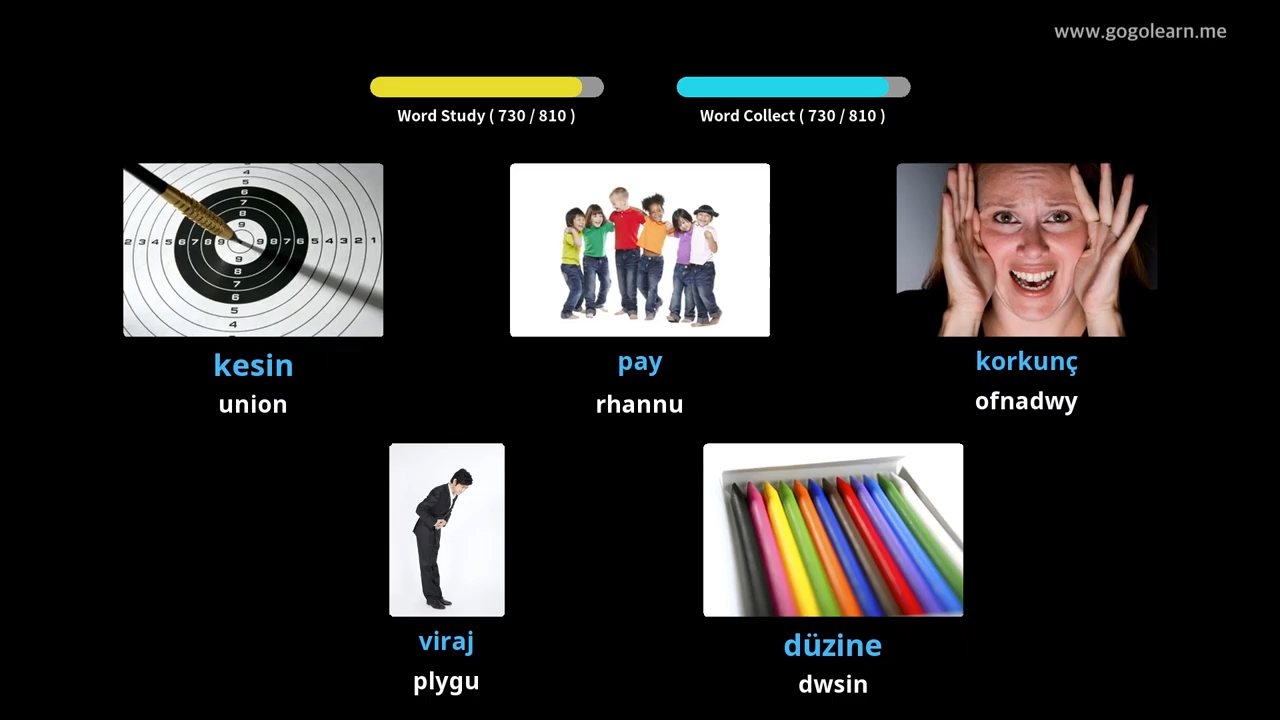 www.gogolearn.me
Word Study ( 730 / 810 )
Word Collect ( 730 / 810 )
kesin
union
pay
rhannu
korkunç
ofnadwy
viraj
plygu
düzine
dwsin